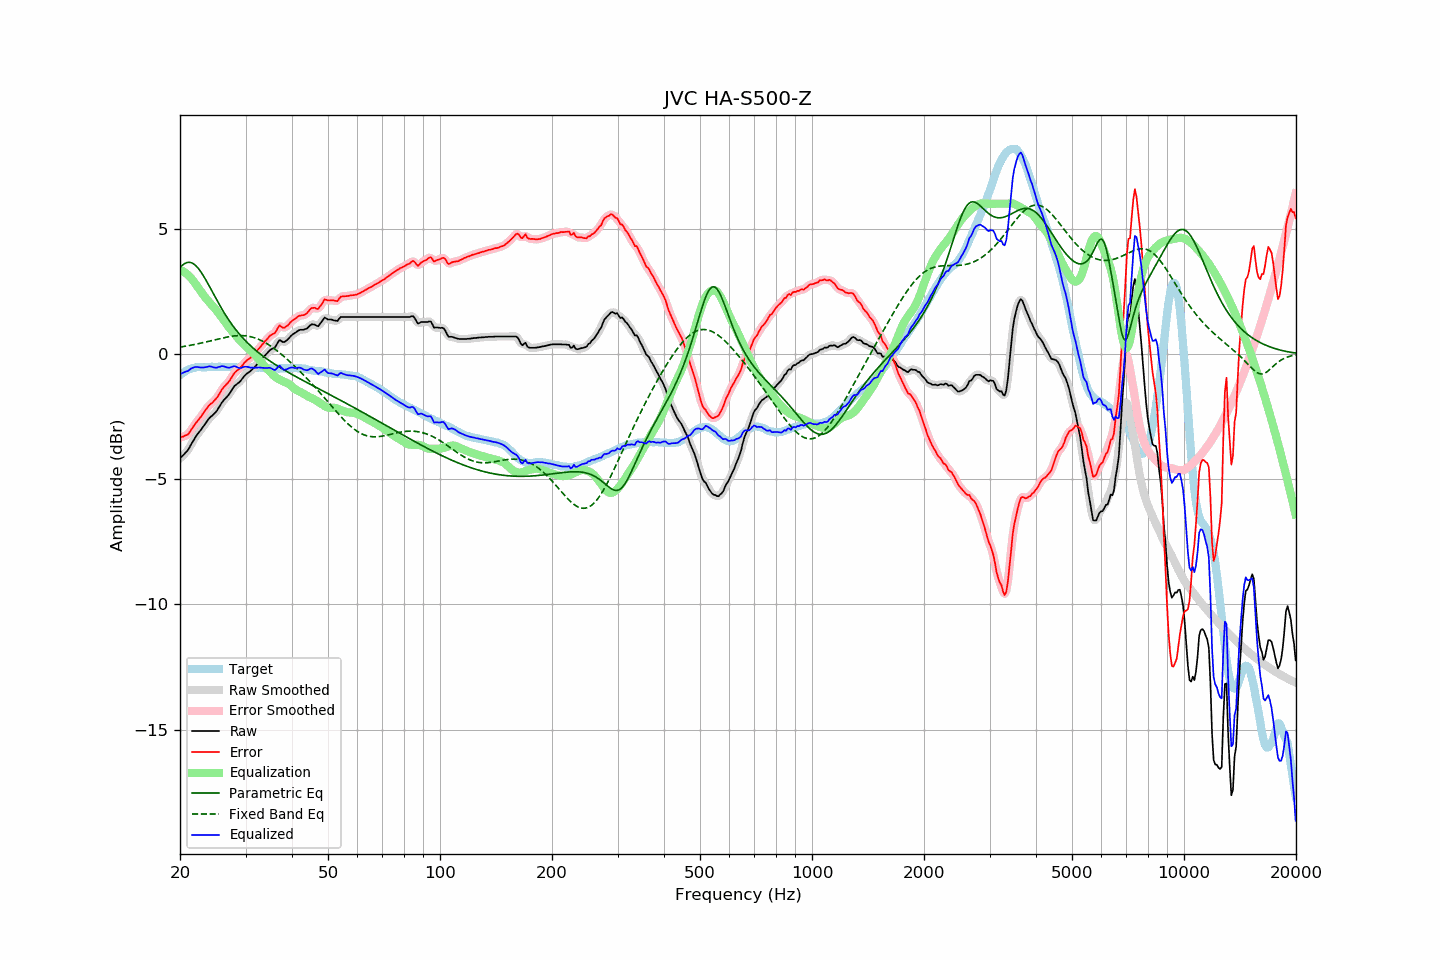 JVC HA-S500-Z
Amplitude (dBr)
5
0
−5
−10
−15
Target
Raw Smoothed
Error Smoothed
Raw
Error
Equalization
Parametric Eq
Fixed Band Eq
Equalized
20 50 100 200 500 1000 2000 5000 10000 20000
Frequency (Hz)